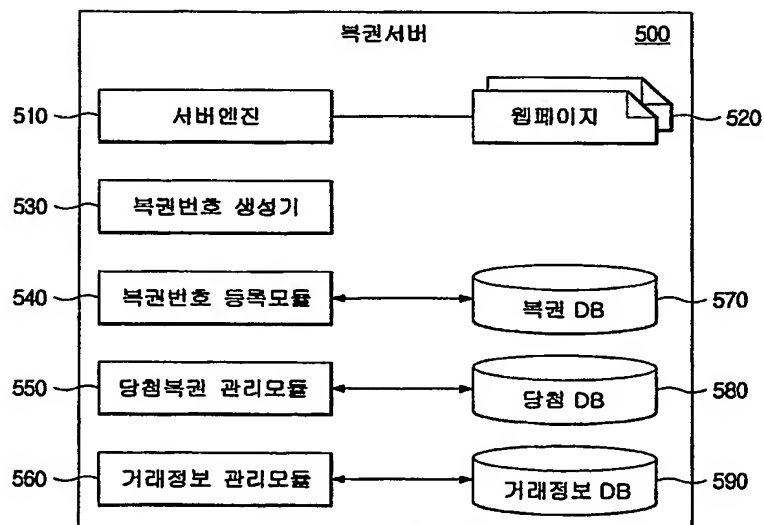 복권서버 500
510 서버엔진 웹페이지 520
530 복권번호 생성기
540 복권번호 등록모듈 복권 DB 570
550 당첨복권 관리모듈 당첨 DB 580
560 거래정보 관리모듈 거래정보 DB 590